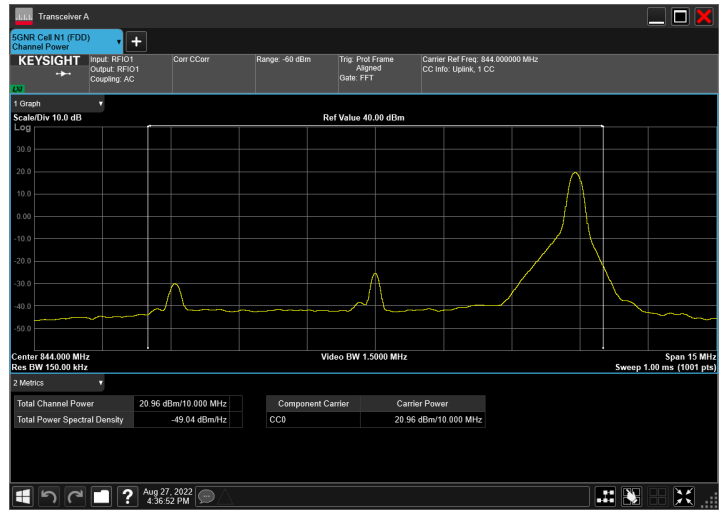 Transceiver A
5GNR Cell N1 (FDD)
Channel Power
+
KEYSIGHT
LXI
Input: RFIO1
Output: RFIO1
Coupling: AC
Corr CCorr
Range: -60 dBm
Trig: Prot Frame
Aligned
Gate: FFT
Carrier Ref Freq: 844.000000 MHz
CC Info: Uplink, 1 CC
1 Graph
Scale/Div 10.0 dB
Ref Value 40.00 dBm
Log
30.0
20.0
10.0
0.00
-10.0
-20.0
-30.0
-40.0
-50.0
Center 844.000 MHz
Video BW 1.5000 MHz
Span 15 MHz
Res BW 150.00 kHz
Sweep 1.00 ms (1001 pts)
2 Metrics
Total Channel Power 20.96 dBm/10.000 MHz
Total Power Spectral Density -49.04 dBm/Hz
Component Carrier Carrier Power
CC0 20.96 dBm/10.000 MHz
?
Aug 27, 2022
4:36:52 PM